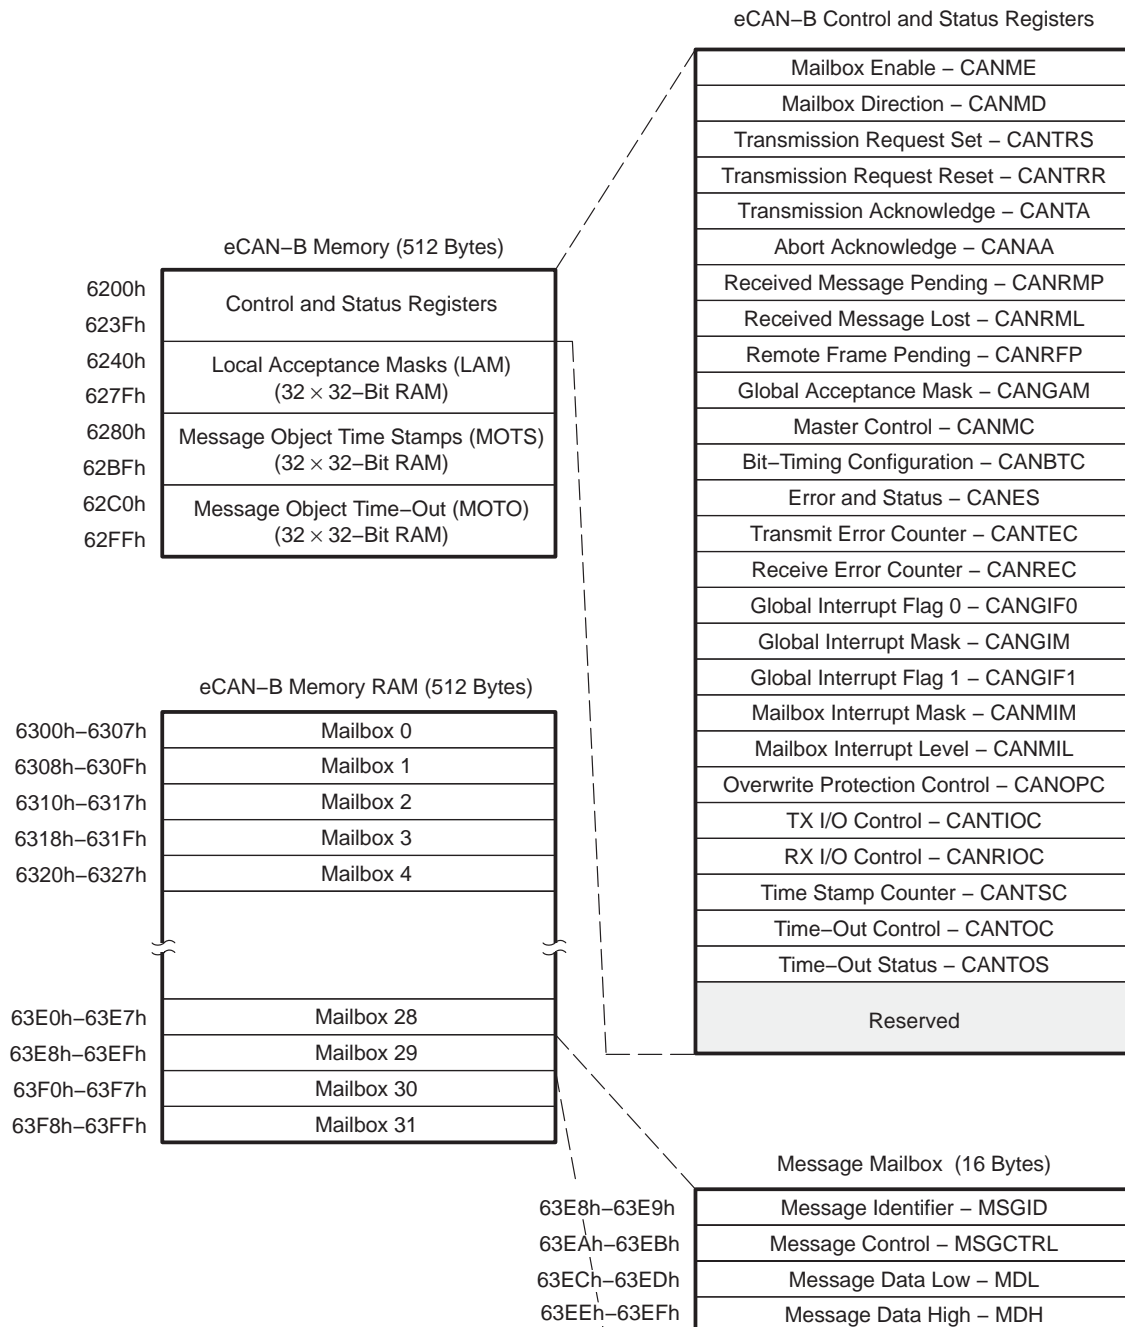 eCAN−B Control and Status Registers
Mailbox Enable − CANME
Mailbox Direction − CANMD
Transmission Request Set − CANTRS
Transmission Request Reset − CANTRR
Transmission Acknowledge − CANTA
Abort Acknowledge − CANAA
Received Message Pending − CANRMP
Received Message Lost − CANRML
Remote Frame Pending − CANRFP
Global Acceptance Mask − CANGAM
Master Control − CANMC
Bit−Timing Configuration − CANBTC
Error and Status − CANES
Transmit Error Counter − CANTEC
Receive Error Counter − CANREC
Global Interrupt Flag 0 − CANGIF0
Global Interrupt Mask − CANGIM
Global Interrupt Flag 1 − CANGIF1
Mailbox Interrupt Mask − CANMIM
Mailbox Interrupt Level − CANMIL
Overwrite Protection Control − CANOPC
TX I/O Control − CANTIOC
RX I/O Control − CANRIOC
Time Stamp Counter − CANTSC
Time−Out Control − CANTOC
Time−Out Status − CANTOS
Reserved
eCAN−B Memory (512 Bytes)
6200h
623Fh
Control and Status Registers
6240h
627Fh
Local Acceptance Masks (LAM)
(32 × 32−Bit RAM)
6280h
62BFh
Message Object Time Stamps (MOTS)
(32 × 32−Bit RAM)
62C0h
62FFh
Message Object Time−Out (MOTO)
(32 × 32−Bit RAM)
eCAN−B Memory RAM (512 Bytes)
6300h−6307h Mailbox 0
6308h−630Fh Mailbox 1
6310h−6317h Mailbox 2
6318h−631Fh Mailbox 3
6320h−6327h Mailbox 4
63E0h−63E7h Mailbox 28
63E8h−63EFh Mailbox 29
63F0h−63F7h Mailbox 30
63F8h−63FFh Mailbox 31
Message Mailbox (16 Bytes)
63E8h−63E9h Message Identifier − MSGID
63EAh−63EBh Message Control − MSGCTRL
63ECh−63EDh Message Data Low − MDL
63EEh−63EFh Message Data High − MDH